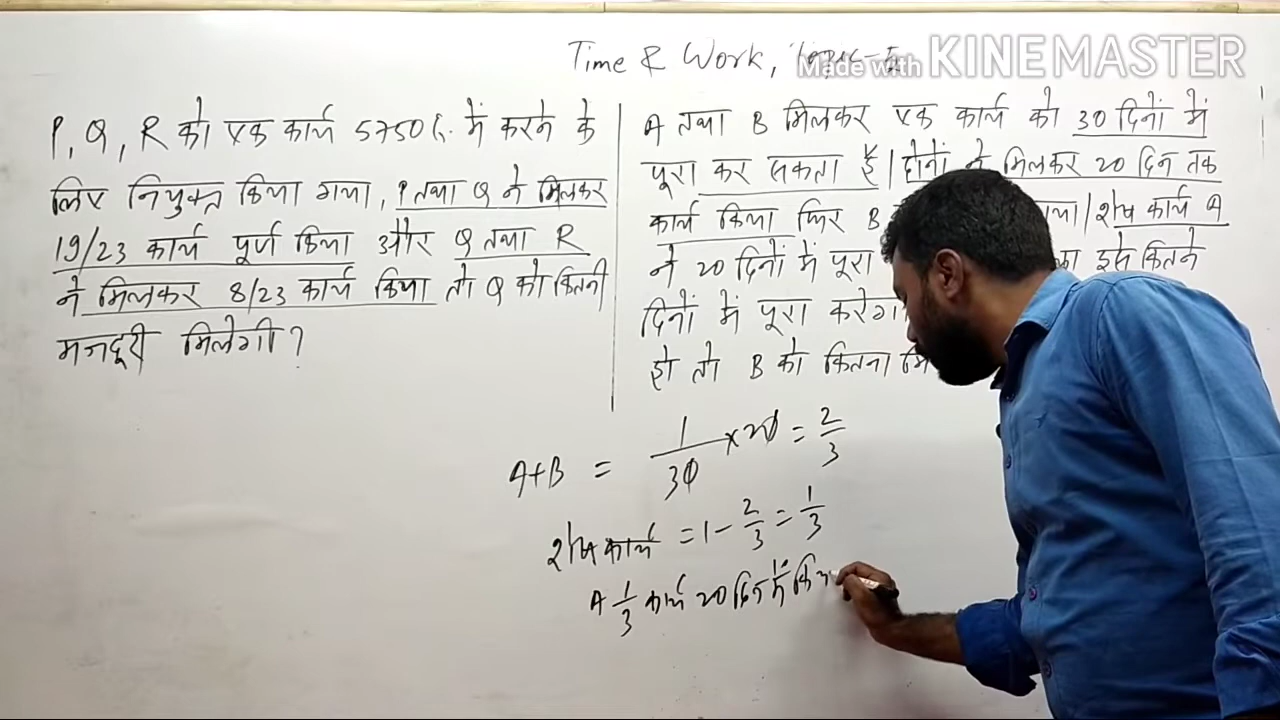 Time & Work, Topic-
Made with KINEMASTER
P, Q, R को एक कार्य 5750 रु. में करने के
लिए नियुक्त किया गया, P तथा Q ने मिलकर
19/23 कार्य पूर्ण किया और Q तथा R
ने मिलकर 8/23 कार्य किया तो Q को कितनी
मजदूरी मिलेगी?
A तथा B मिलकर एक कार्य को 30 दिनों में
पूरा कर सकता है| दोनों ने मिलकर 20 दिन तक
कार्य किया फिर B गया| शेष कार्य A
ने 20 दिनों में पूरा इसे कितने
दिनों में पूरा करेगा
हो तो B को कितना
A+B = 1/30 × 20 = 2/3
शेष कार्य = 1 - 2/3 = 1/3
A 1/3 कार्य 20 दिन में किया